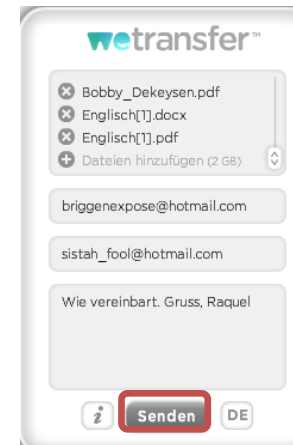 wetransfer™
Bobby_Dekeysen.pdf
Englisch[1].docx
Englisch[1].pdf
Dateien hinzufügen (2 GB)
briggenexpose@hotmail.com
sistah_fool@hotmail.com
Wie vereinbart. Gruss, Raquel
i Senden DE